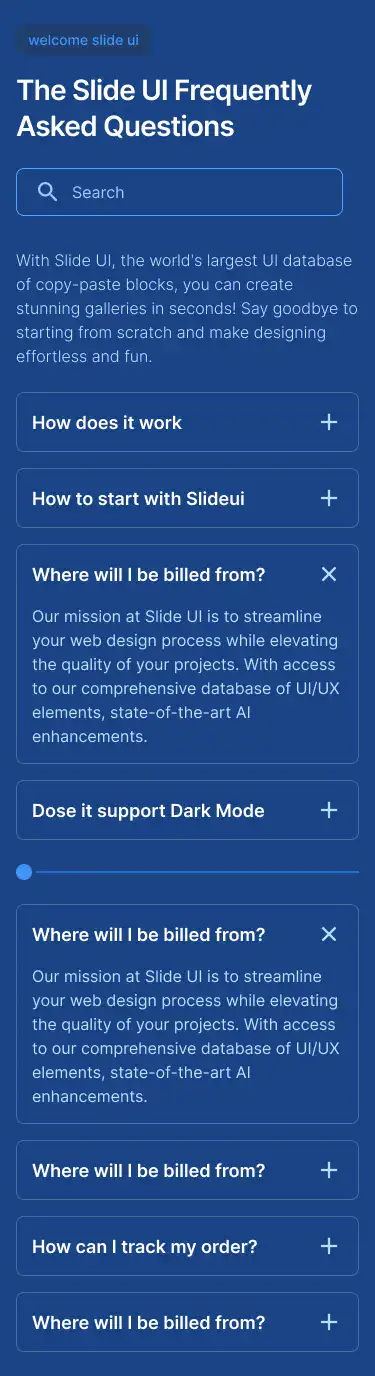 welcome slide ui
The Slide UI Frequently
Asked Questions
Search
With Slide UI, the world's largest UI database
of copy-paste blocks, you can create
stunning galleries in seconds! Say goodbye to
starting from scratch and make designing
effortless and fun.
How does it work
How to start with Slideui
Where will I be billed from?
Our mission at Slide UI is to streamline
your web design process while elevating
the quality of your projects. With access
to our comprehensive database of UI/UX
elements, state-of-the-art AI
enhancements.
Dose it support Dark Mode
Where will I be billed from?
Our mission at Slide UI is to streamline
your web design process while elevating
the quality of your projects. With access
to our comprehensive database of UI/UX
elements, state-of-the-art AI
enhancements.
Where will I be billed from?
How can I track my order?
Where will I be billed from?